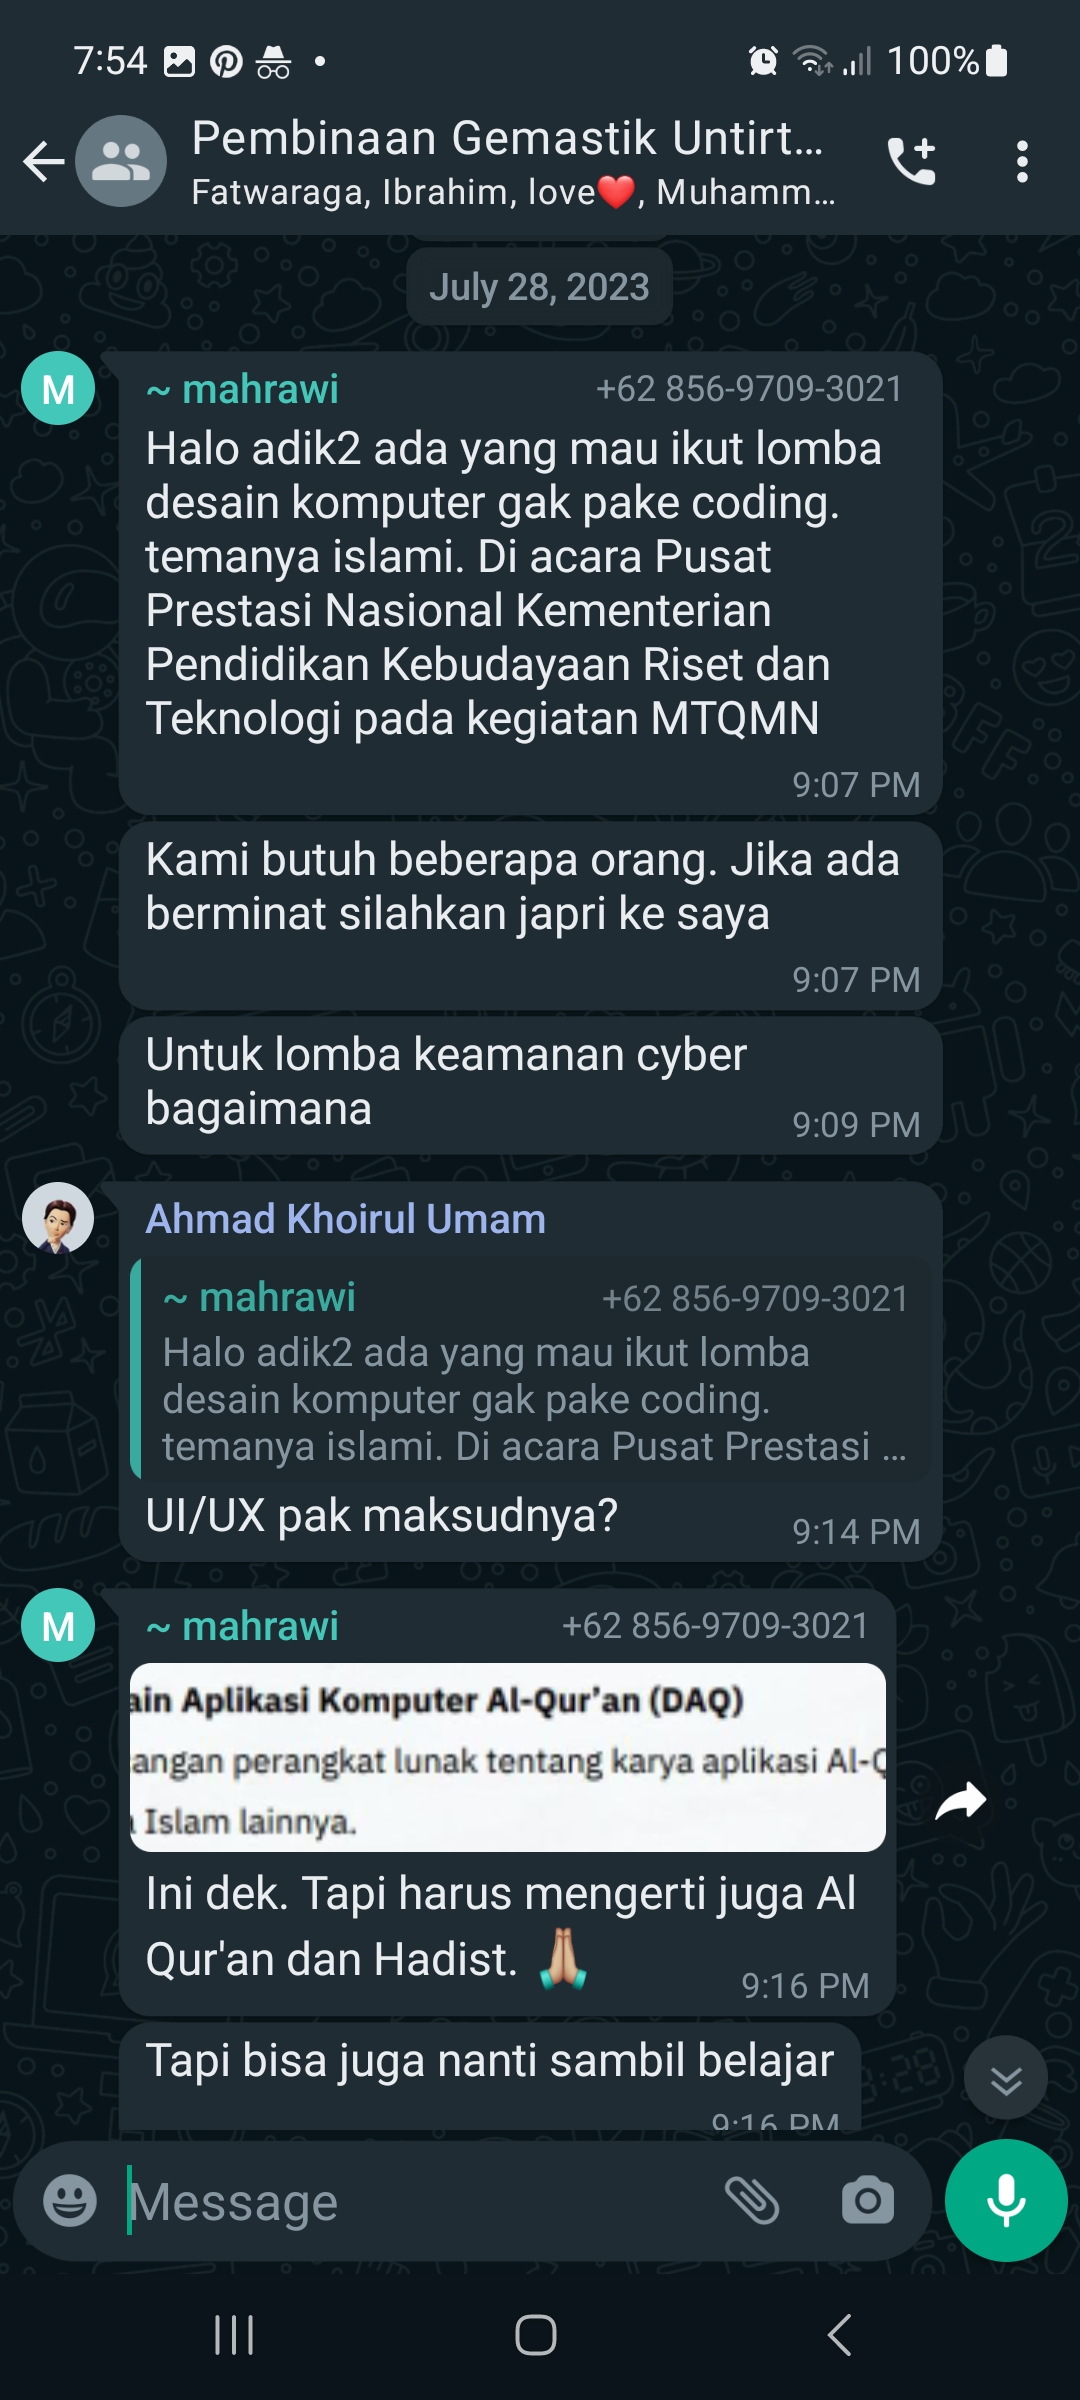 7:54
100%
Pembinaan Gemastik Untirt...
Fatwaraga, Ibrahim, love❤️, Muhamm...
July 28, 2023
M
~ mahrawi +62 856-9709-3021
Halo adik2 ada yang mau ikut lomba
desain komputer gak pake coding.
temanya islami. Di acara Pusat
Prestasi Nasional Kementerian
Pendidikan Kebudayaan Riset dan
Teknologi pada kegiatan MTQMN
9:07 PM
Kami butuh beberapa orang. Jika ada
berminat silahkan japri ke saya
9:07 PM
Untuk lomba keamanan cyber
bagaimana
9:09 PM
Ahmad Khoirul Umam
~ mahrawi +62 856-9709-3021
Halo adik2 ada yang mau ikut lomba
desain komputer gak pake coding.
temanya islami. Di acara Pusat Prestasi ...
UI/UX pak maksudnya?
9:14 PM
M
~ mahrawi +62 856-9709-3021
ain Aplikasi Komputer Al-Qur'an (DAQ)
angan perangkat lunak tentang karya aplikasi Al-Q
Islam lainnya.
Ini dek. Tapi harus mengerti juga Al
Qur'an dan Hadist. 🙏
9:16 PM
Tapi bisa juga nanti sambil belajar
9:16 PM
Message